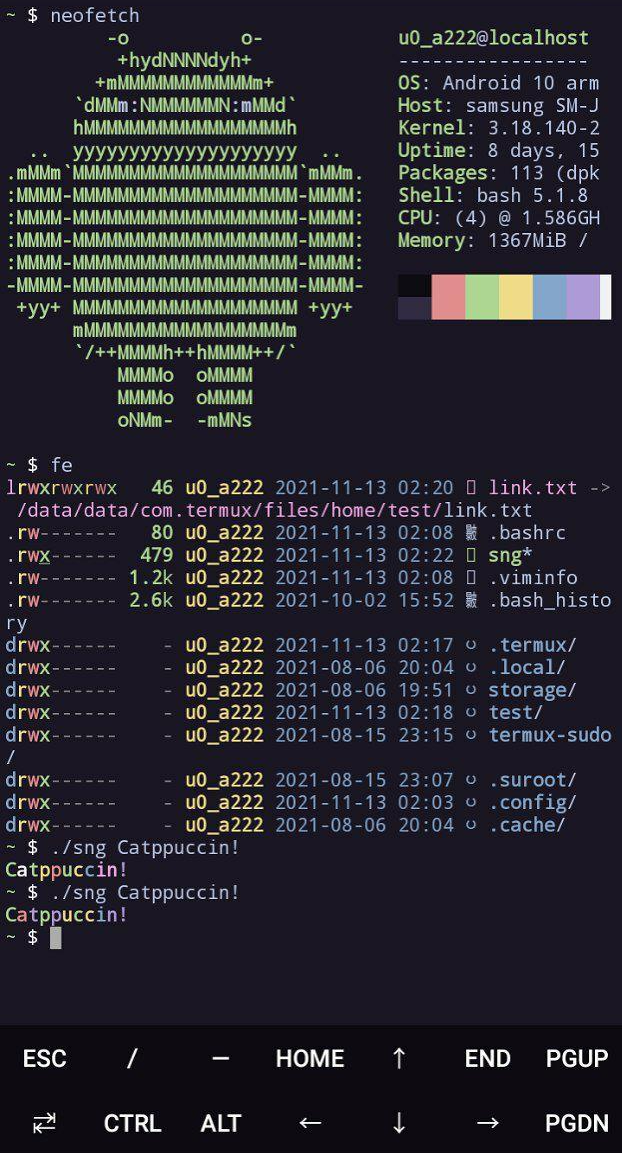 ~ $ neofetch
-o          o-
+hydNNNNdyh+
+mMMMMMMMMMMMMm+
`dMMm:NMMMMMMN:mMMd`
hMMMMMMMMMMMMMMMMMMh
..  yyyyyyyyyyyyyyyyyyyy  ..
.mMMm`MMMMMMMMMMMMMMMMMMMM`mMMm.
:MMMM-MMMMMMMMMMMMMMMMMMMM-MMMM:
:MMMM-MMMMMMMMMMMMMMMMMMMM-MMMM:
:MMMM-MMMMMMMMMMMMMMMMMMMM-MMMM:
:MMMM-MMMMMMMMMMMMMMMMMMMM-MMMM:
-MMMM-MMMMMMMMMMMMMMMMMMMM-MMMM-
+yy+ MMMMMMMMMMMMMMMMMMMM +yy+
mMMMMMMMMMMMMMMMMMMm
`/++MMMMh++hMMMM++/`
MMMMo  oMMMM
MMMMo  oMMMM
oNMm-  -mMNs
u0_a222@localhost
-----------------
OS: Android 10 arm
Host: samsung SM-J
Kernel: 3.18.140-2
Uptime: 8 days, 15
Packages: 113 (dpk
Shell: bash 5.1.8
CPU: (4) @ 1.586GH
Memory: 1367MiB /
~ $ fe
lrwxrwxrwx   46 u0_a222 2021-11-13 02:20 link.txt ->
/data/data/com.termux/files/home/test/link.txt
.rw-------   80 u0_a222 2021-11-13 02:08 .bashrc
.rwx------  479 u0_a222 2021-11-13 02:22 sng*
.rw------- 1.2k u0_a222 2021-11-13 02:08 .viminfo
.rw------- 2.6k u0_a222 2021-10-02 15:52 .bash_histo
ry
drwx------    - u0_a222 2021-11-13 02:17 .termux/
drwx------    - u0_a222 2021-08-06 20:04 .local/
drwx------    - u0_a222 2021-08-06 19:51 storage/
drwx------    - u0_a222 2021-11-13 02:18 test/
drwx------    - u0_a222 2021-08-15 23:15 termux-sudo
/
drwx------    - u0_a222 2021-08-15 23:07 .suroot/
drwx------    - u0_a222 2021-11-13 02:03 .config/
drwx------    - u0_a222 2021-08-06 20:04 .cache/
~ $ ./sng Catppuccin!
Catppuccin!
~ $ ./sng Catppuccin!
Catppuccin!
~ $
ESC / – HOME ↑ END PGUP
⇄ CTRL ALT ← ↓ → PGDN